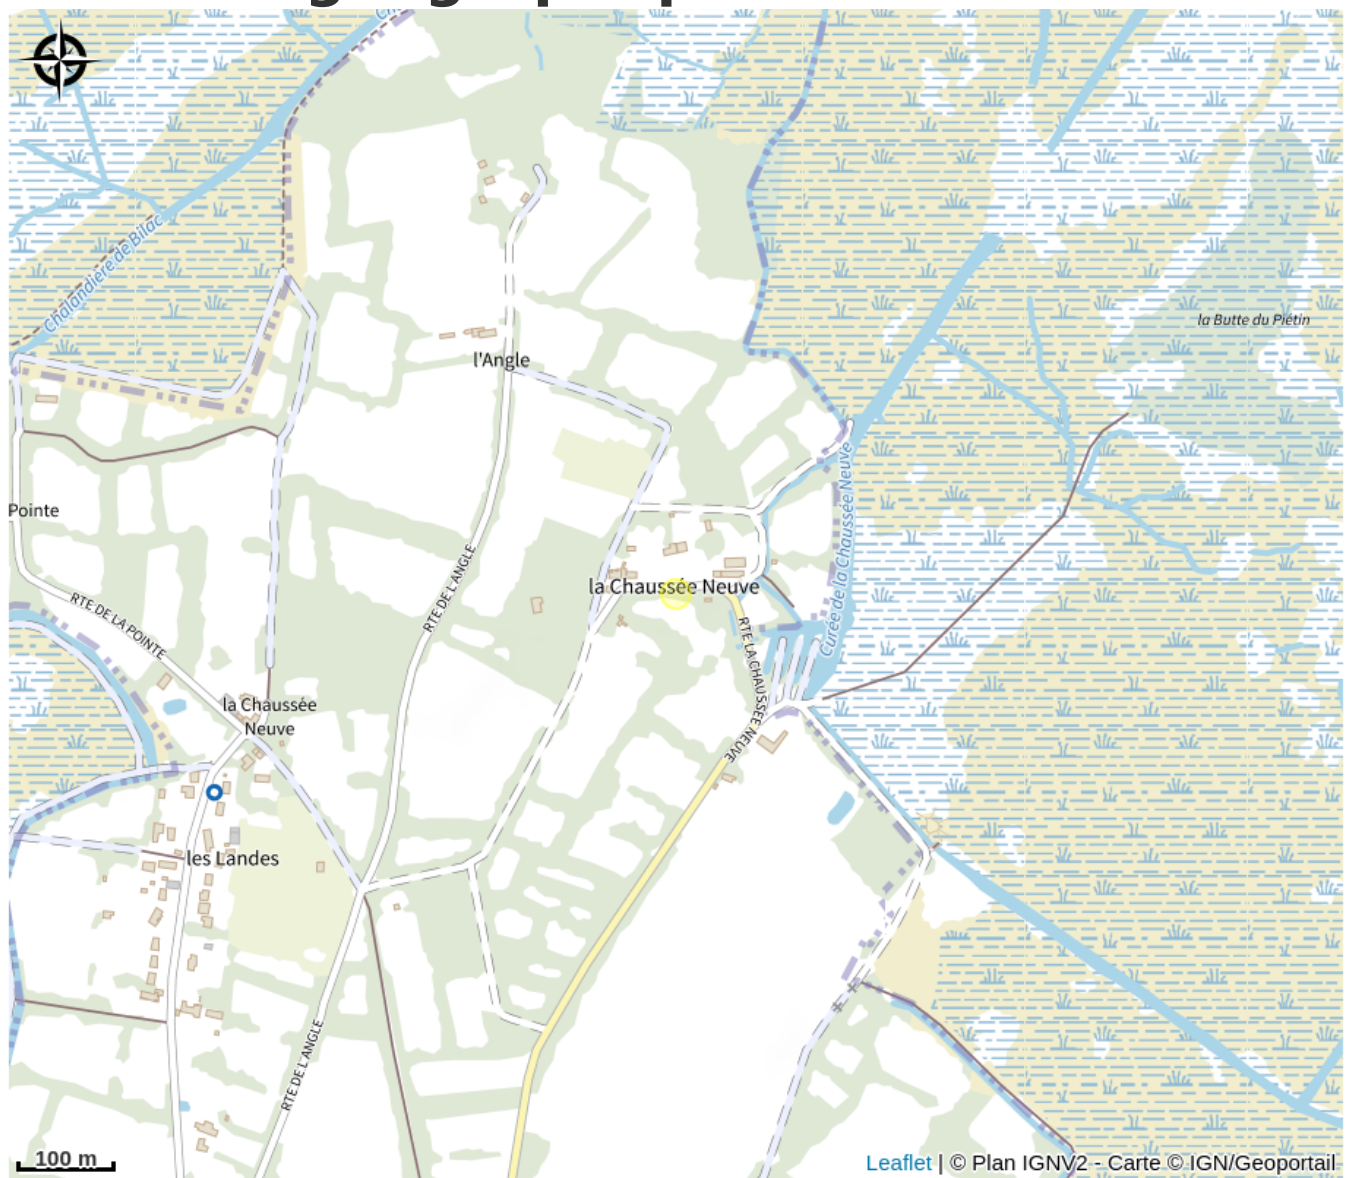 Chalandière de Bilac
la Butte du Piétin
l'Angle
Curée de la Chaussée Neuve
Pointe
RTE DE L'ANGLE
la Chaussée Neuve
RTE DE LA POINTE
RTE LA CHAUSSÉE NEUVE
la Chaussée
Neuve
les Landes
RTE DE L'ANGLE
100 m
Leaflet | © Plan IGNV2 - Carte © IGN/Geoportail